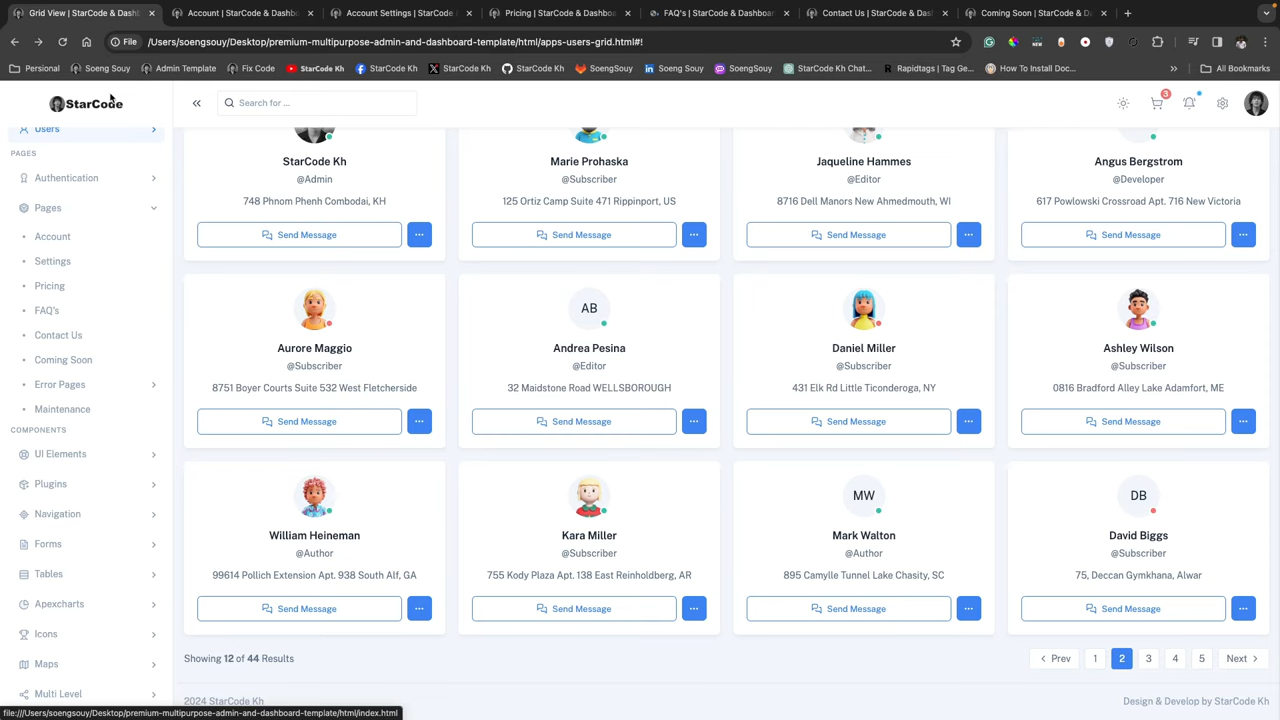 Grid View | StarCode & Dashb
Account | StarCode & Dashbo
Account Settings | StarCode
Pricing | StarCode & Dashboa
FAQ's | StarCode & Dashboa
Contact Us | StarCode & Dash
Coming Soon | StarCode & D
File /Users/soengsouy/Desktop/premium-multipurpose-admin-and-dashboard-template/html/apps-users-grid.html#!
NEW
Personal
Soeng Souy
Admin Template
Fix Code
StarCode Kh
StarCode Kh
StarCode Kh
StarCode Kh
SoengSouy
Soeng Souy
SoengSouy
StarCode Kh Chat...
Rapidtags | Tag Ge...
How To Install Doc...
»
All Bookmarks
StarCode
Search for ...
3
Users
PAGES
Authentication
Pages
Account
Settings
Pricing
FAQ's
Contact Us
Coming Soon
Error Pages
Maintenance
COMPONENTS
UI Elements
Plugins
Navigation
Forms
Tables
Apexcharts
Icons
Maps
Multi Level
StarCode Kh
@Admin
748 Phnom Phenh Combodai, KH
Send Message
Marie Prohaska
@Subscriber
125 Ortiz Camp Suite 471 Rippinport, US
Send Message
Jaqueline Hammes
@Editor
8716 Dell Manors New Ahmedmouth, WI
Send Message
Angus Bergstrom
@Developer
617 Powlowski Crossroad Apt. 716 New Victoria
Send Message
Aurore Maggio
@Subscriber
8751 Boyer Courts Suite 532 West Fletcherside
Send Message
AB
Andrea Pesina
@Editor
32 Maidstone Road WELLSBOROUGH
Send Message
Daniel Miller
@Subscriber
431 Elk Rd Little Ticonderoga, NY
Send Message
Ashley Wilson
@Subscriber
0816 Bradford Alley Lake Adamfort, ME
Send Message
William Heineman
@Author
99614 Pollich Extension Apt. 938 South Alf, GA
Send Message
Kara Miller
@Subscriber
755 Kody Plaza Apt. 138 East Reinholdberg, AR
Send Message
MW
Mark Walton
@Author
895 Camylle Tunnel Lake Chasity, SC
Send Message
DB
David Biggs
@Subscriber
75, Deccan Gymkhana, Alwar
Send Message
Showing 12 of 44 Results
Prev 1 2 3 4 5 Next
2024 StarCode Kh
Design & Develop by StarCode Kh
file:///Users/soengsouy/Desktop/premium-multipurpose-admin-and-dashboard-template/html/index.html